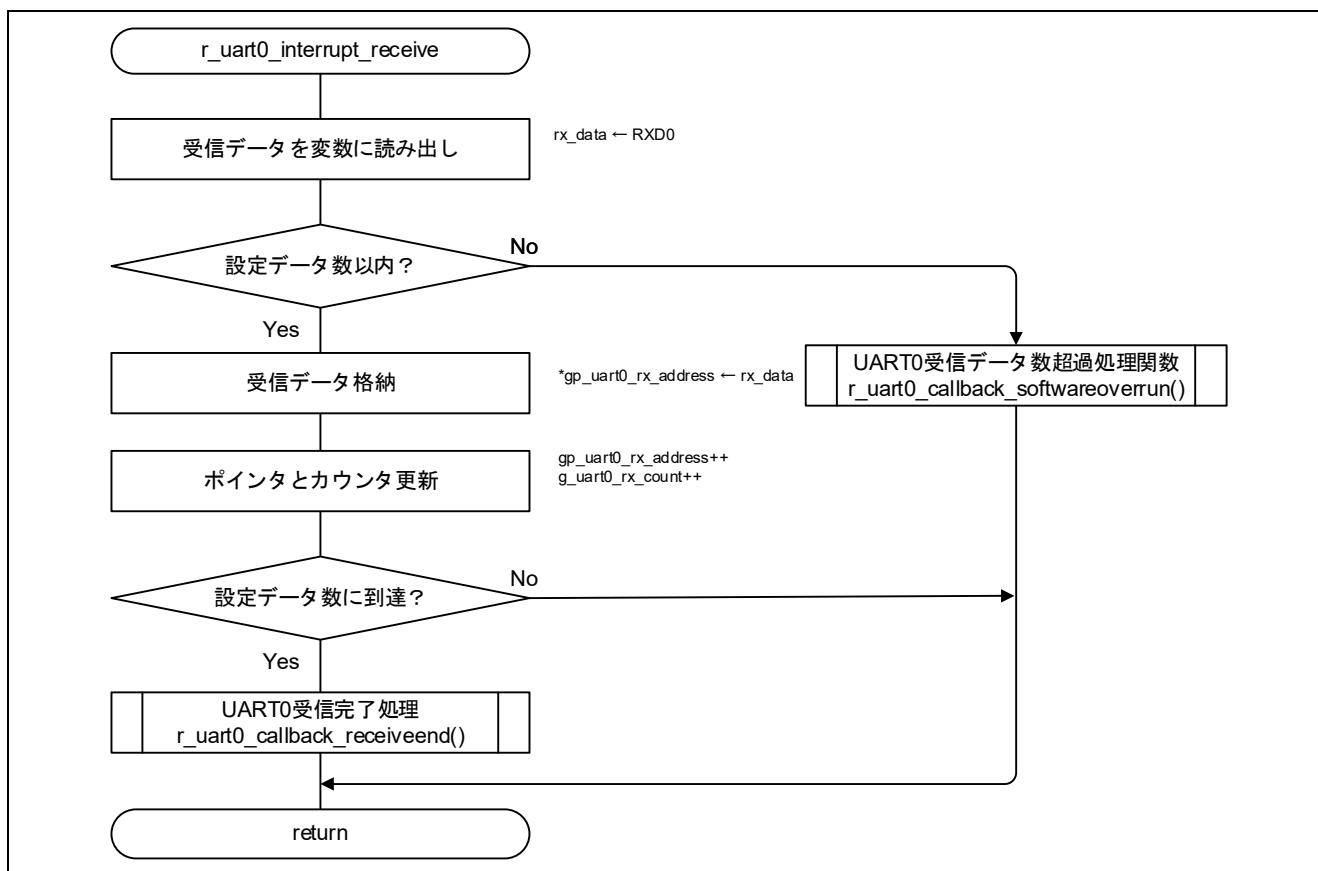 r_uart0_interrupt_receive
受信データを変数に読み出し
rx_data ← RXD0
設定データ数以内？
No
Yes
受信データ格納
*gp_uart0_rx_address ← rx_data
UART0受信データ数超過処理関数
r_uart0_callback_softwareoverrun()
ポインタとカウンタ更新
gp_uart0_rx_address++
g_uart0_rx_count++
設定データ数に到達？
No
Yes
UART0受信完了処理
r_uart0_callback_receiveend()
return